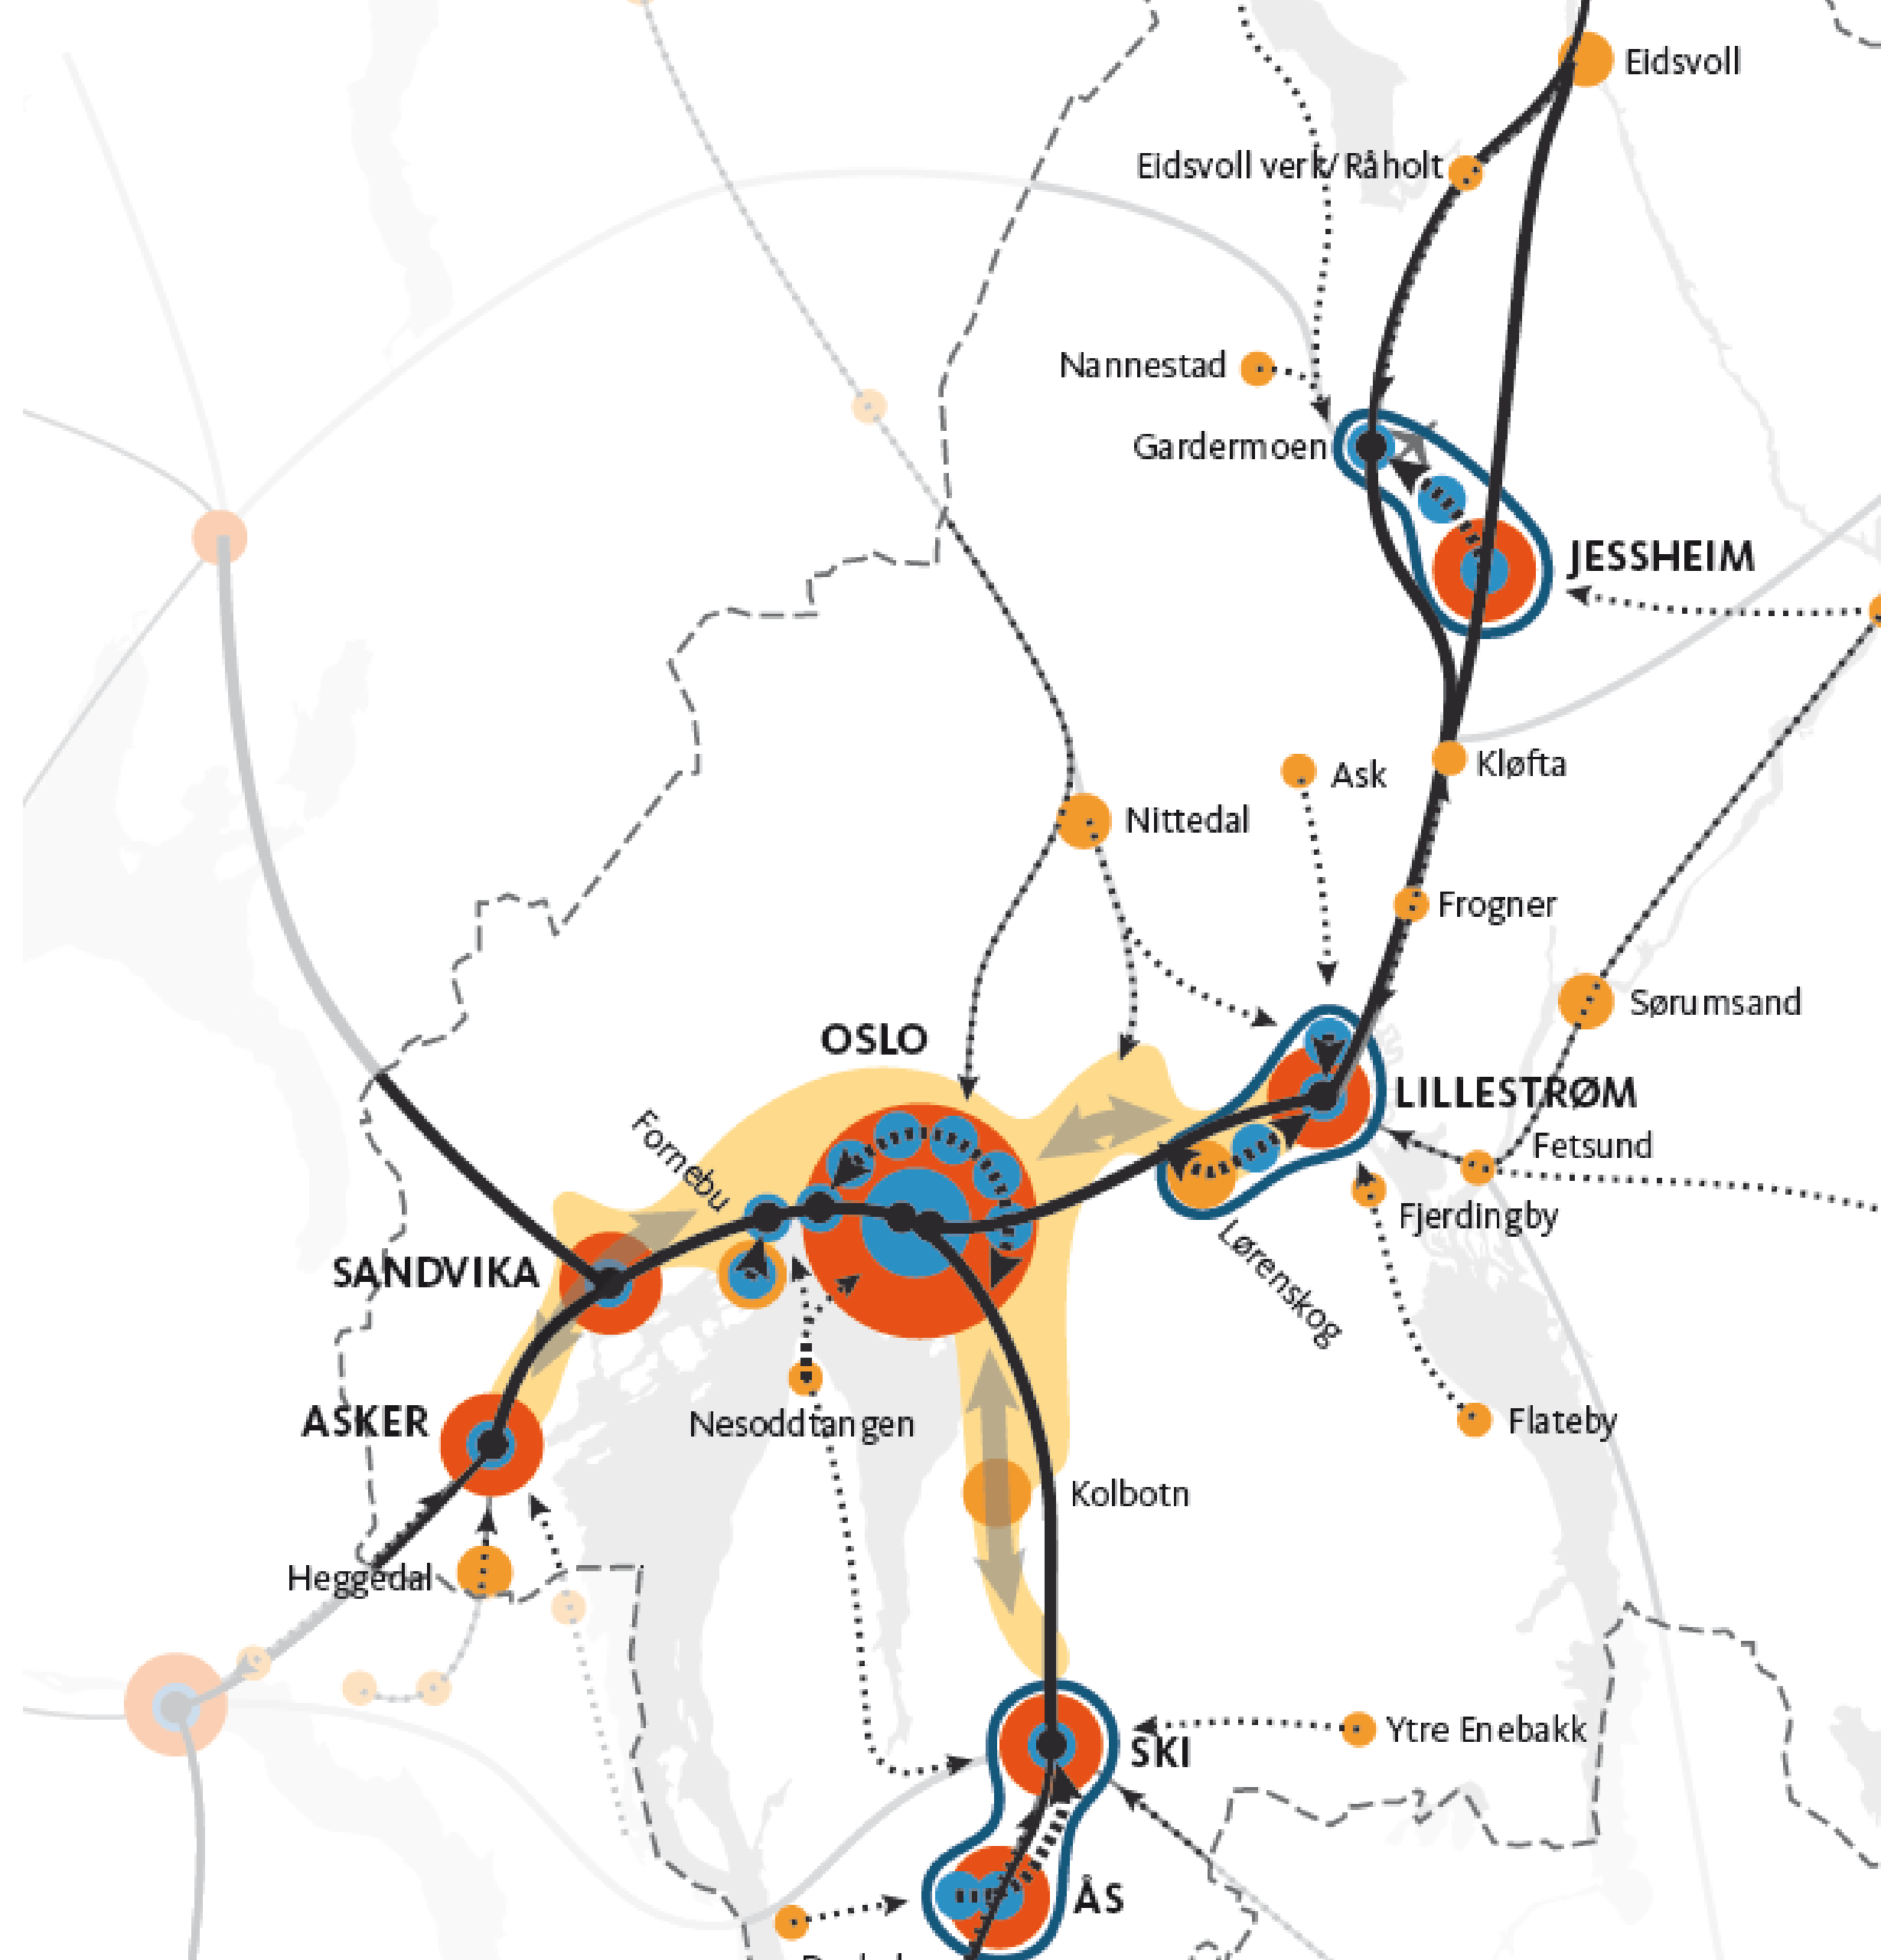 Eidsvoll
Eidsvoll verk/Råholt
Nannestad
Gardermoen
JESSHEIM
Ask
Kløfta
Nittedal
Frogner
Sørumsand
OSLO
LILLESTRØM
Fornebu
Fetsund
Fjerdingby
Lørenskog
SANDVIKA
ASKER
Nesoddtangen
Flateby
Kolbotn
Heggedal
Ytre Enebakk
SKI
ÅS